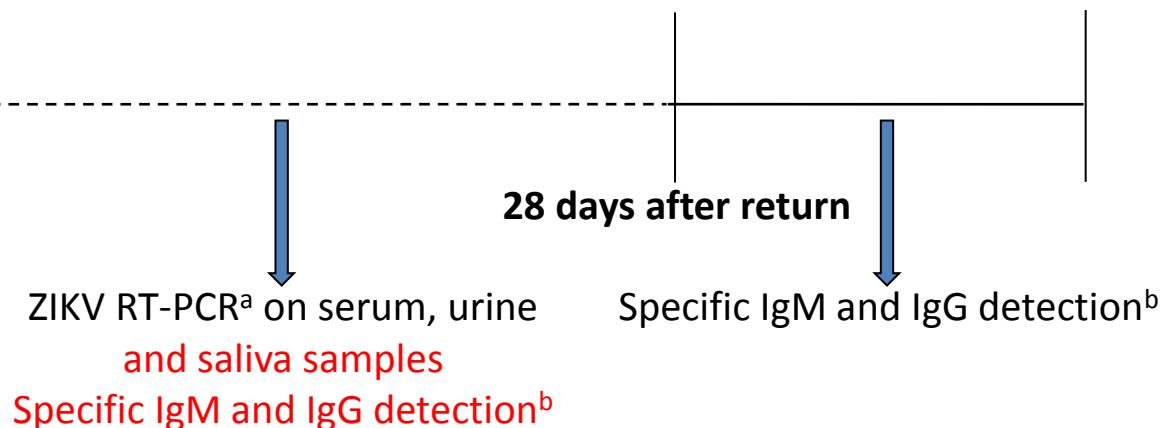 28 days after return
ZIKV RT-PCRᵃ on serum, urine
and saliva samples
Specific IgM and IgG detectionᵇ
Specific IgM and IgG detectionᵇ